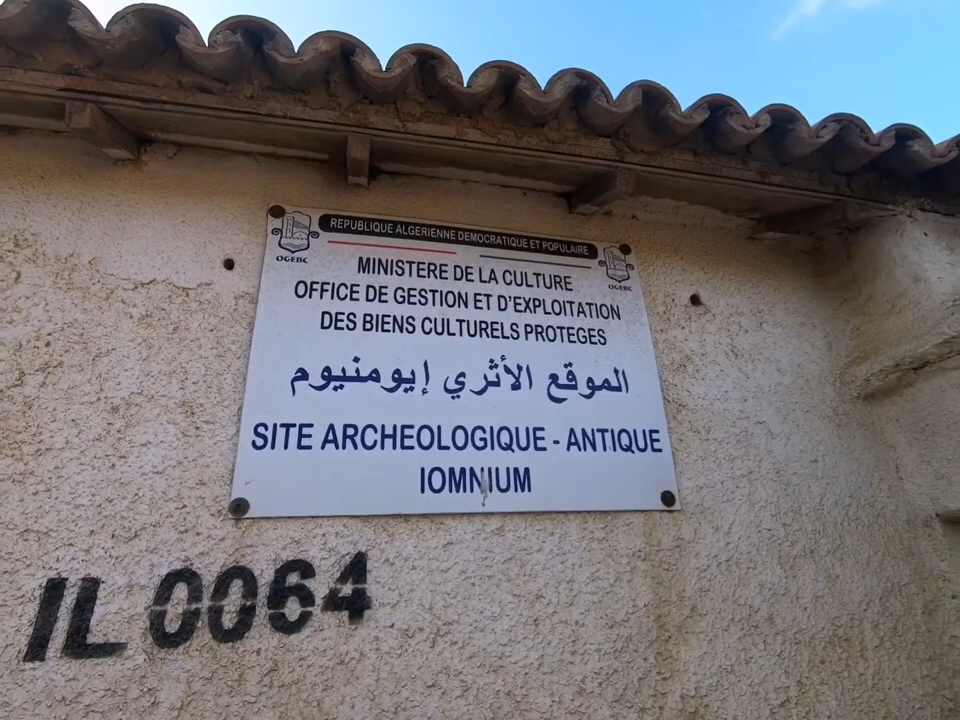 REPUBLIQUE ALGERIENNE DEMOCRATIQUE ET POPULAIRE
OGEBC
OGEBC
MINISTERE DE LA CULTURE
OFFICE DE GESTION ET D'EXPLOITATION
DES BIENS CULTURELS PROTEGES
الموقع الأثري إيومنيوم
SITE ARCHEOLOGIQUE - ANTIQUE
IOMNIUM
IL 0064